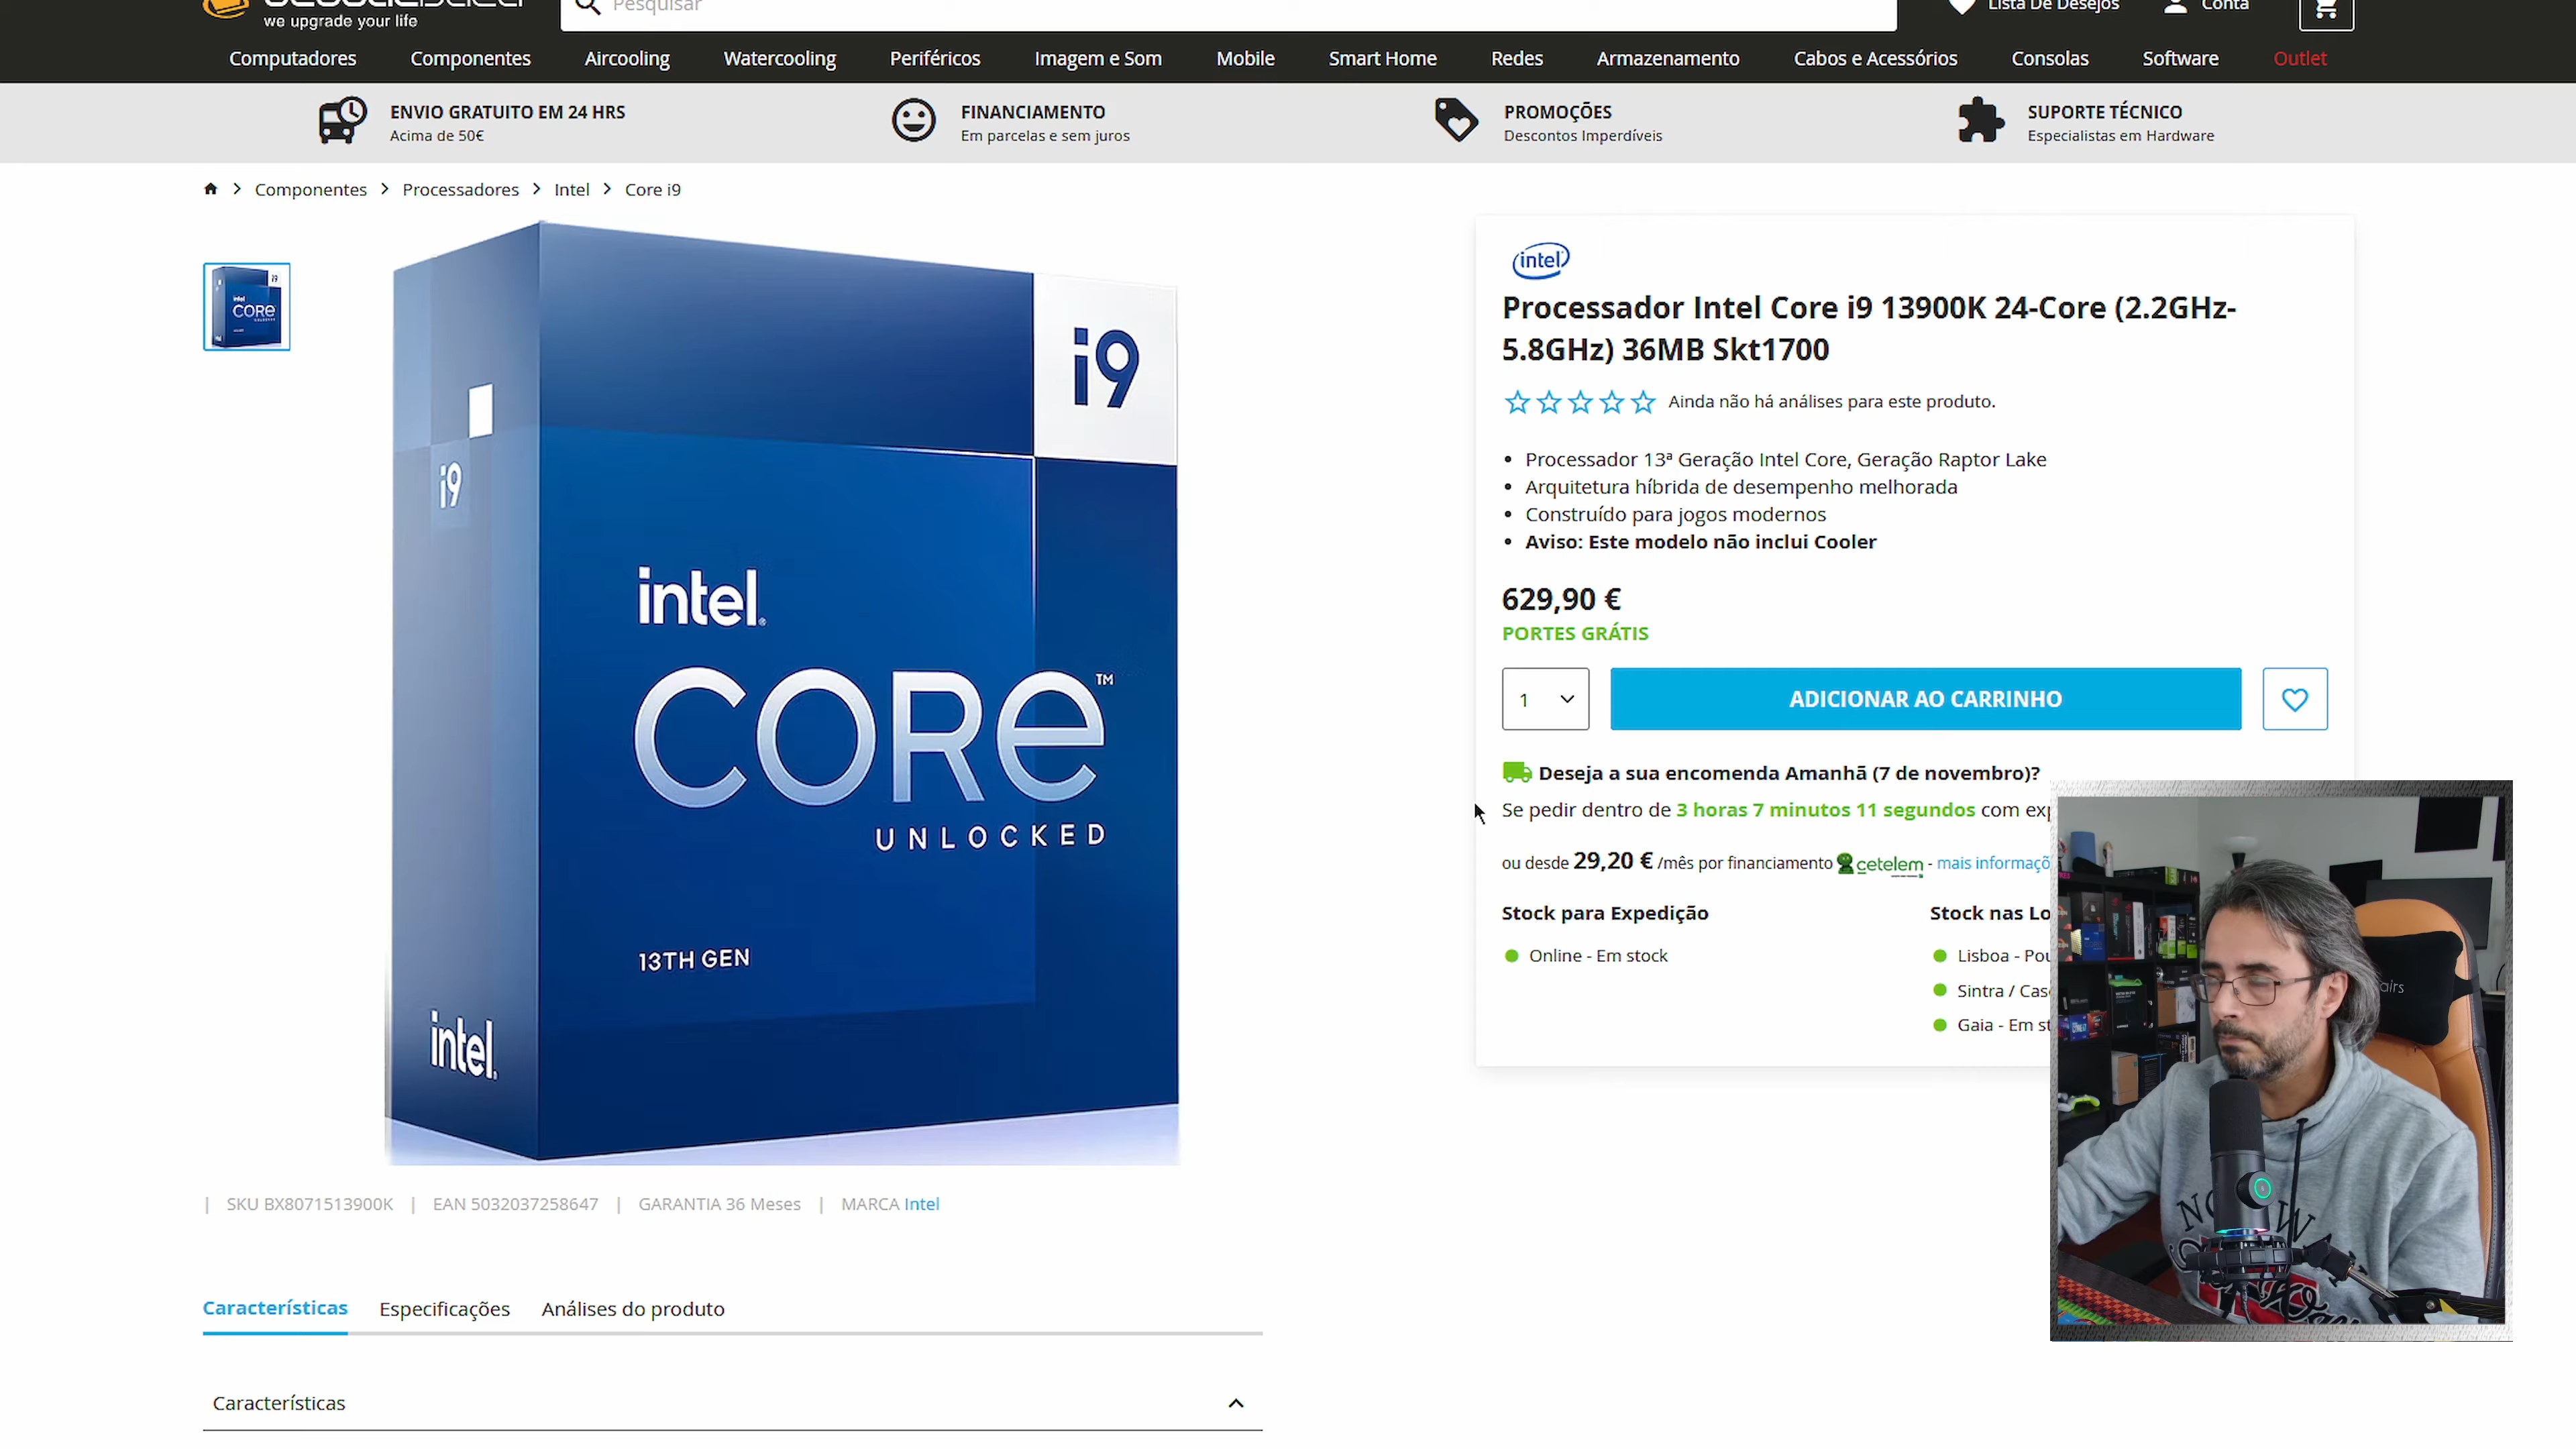 we upgrade your life
Pesquisar
Lista De Desejos
Conta
Computadores
Componentes
Aircooling
Watercooling
Periféricos
Imagem e Som
Mobile
Smart Home
Redes
Armazenamento
Cabos e Acessórios
Consolas
Software
Outlet
ENVIO GRATUITO EM 24 HRS
Acima de 50€
FINANCIAMENTO
Em parcelas e sem juros
PROMOÇÕES
Descontos Imperdíveis
SUPORTE TÉCNICO
Especialistas em Hardware
Componentes > Processadores > Intel > Core i9
i9
i9
intel
CORE™
UNLOCKED
13TH GEN
intel
intel
Processador Intel Core i9 13900K 24-Core (2.2GHz-
5.8GHz) 36MB Skt1700
Ainda não há análises para este produto.
• Processador 13ª Geração Intel Core, Geração Raptor Lake
• Arquitetura híbrida de desempenho melhorada
• Construído para jogos modernos
• Aviso: Este modelo não inclui Cooler
629,90 €
PORTES GRÁTIS
1
ADICIONAR AO CARRINHO
Deseja a sua encomenda Amanhã (7 de novembro)?
Se pedir dentro de 3 horas 7 minutos 11 segundos com
ou desde 29,20 € /mês por financiamento cetelem - mais
Stock para Expedição
Online - Em stock
Stock nas
Lisboa -
Sintra /
Gaia - Em
| SKU BX8071513900K | EAN 5032037258647 | GARANTIA 36 Meses | MARCA Intel
Características
Especificações
Análises do produto
Características